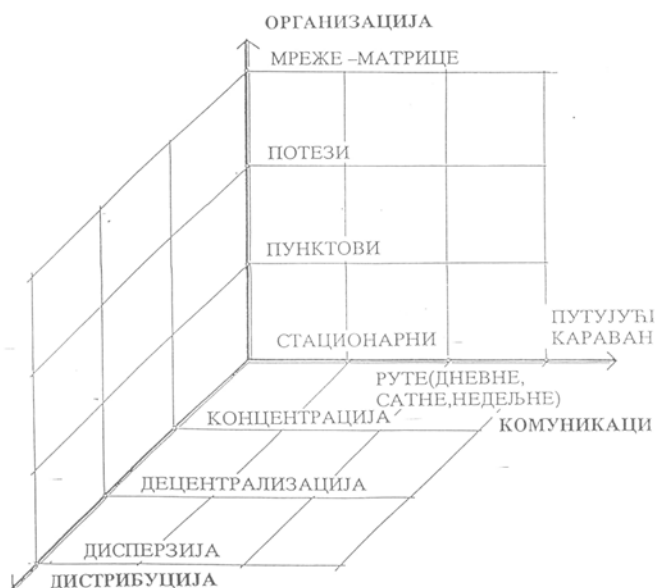 ОРГАНИЗАЦИЈА
МРЕЖЕ –МАТРИЦЕ
ПОТЕЗИ
ПУНКТОВИ
ПУТУЈУЋИ
СТАЦИОНАРНИ
КАРАВАН
РУТЕ(ДНЕВНЕ,
САТНЕ,НЕДЕЉНЕ)
КОНЦЕНТРАЦИЈА
КОМУНИКАЦИ
ДЕЦЕНТРАЛИЗАЦИЈА
ДИСПЕРЗИЈА
ДИСТРИБУЦИЈА